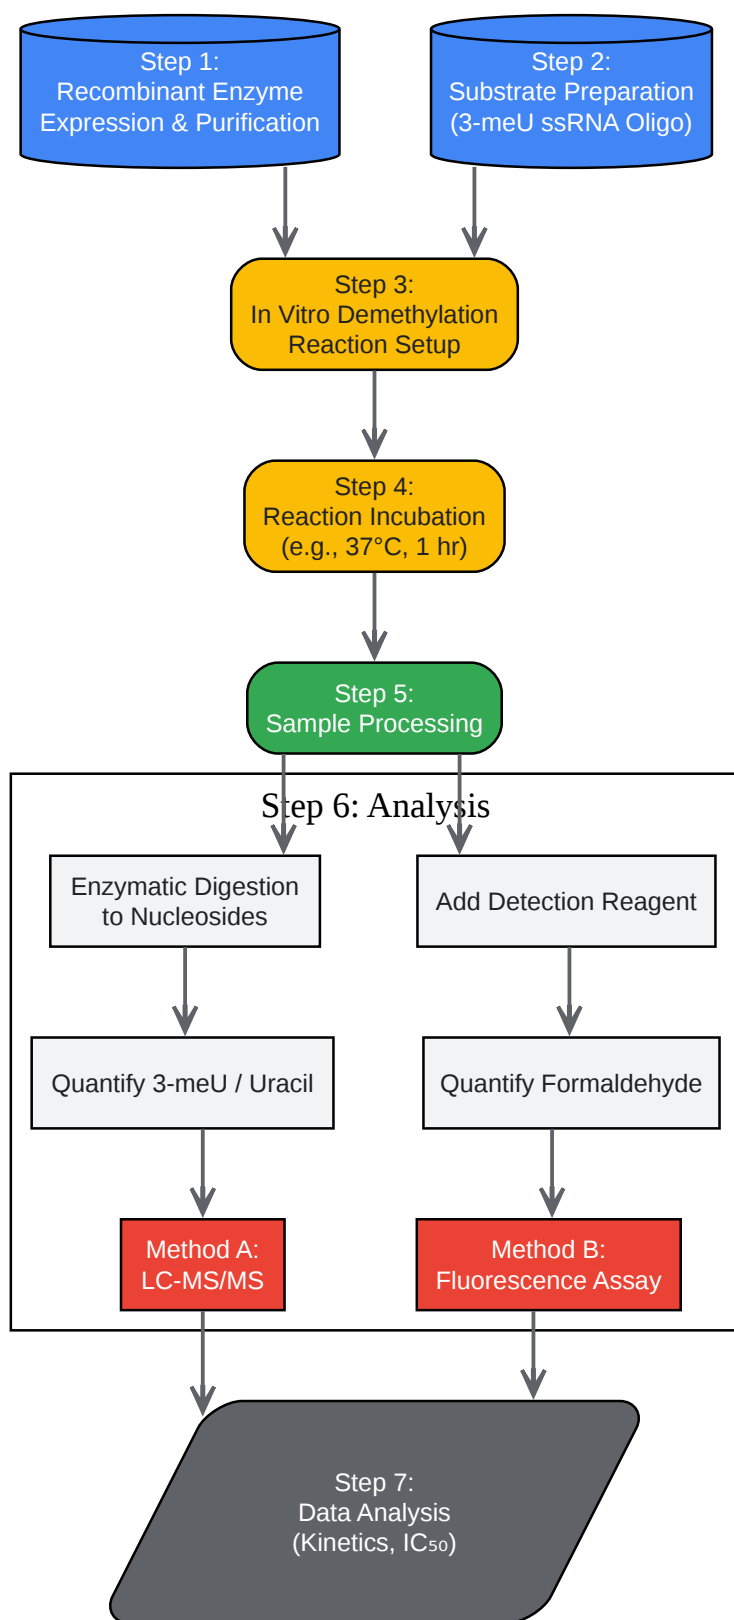 Step 1:
Recombinant Enzyme
Expression & Purification
Step 2:
Substrate Preparation
(3-meU ssRNA Oligo)
Step 3:
In Vitro Demethylation
Reaction Setup
Step 4:
Reaction Incubation
(e.g., 37°C, 1 hr)
Step 5:
Sample Processing
Step 6: Analysis
Enzymatic Digestion
to Nucleosides
Add Detection Reagent
Quantify 3-meU / Uracil
Quantify Formaldehyde
Method A:
LC-MS/MS
Method B:
Fluorescence Assay
Step 7:
Data Analysis
(Kinetics, IC₅₀)